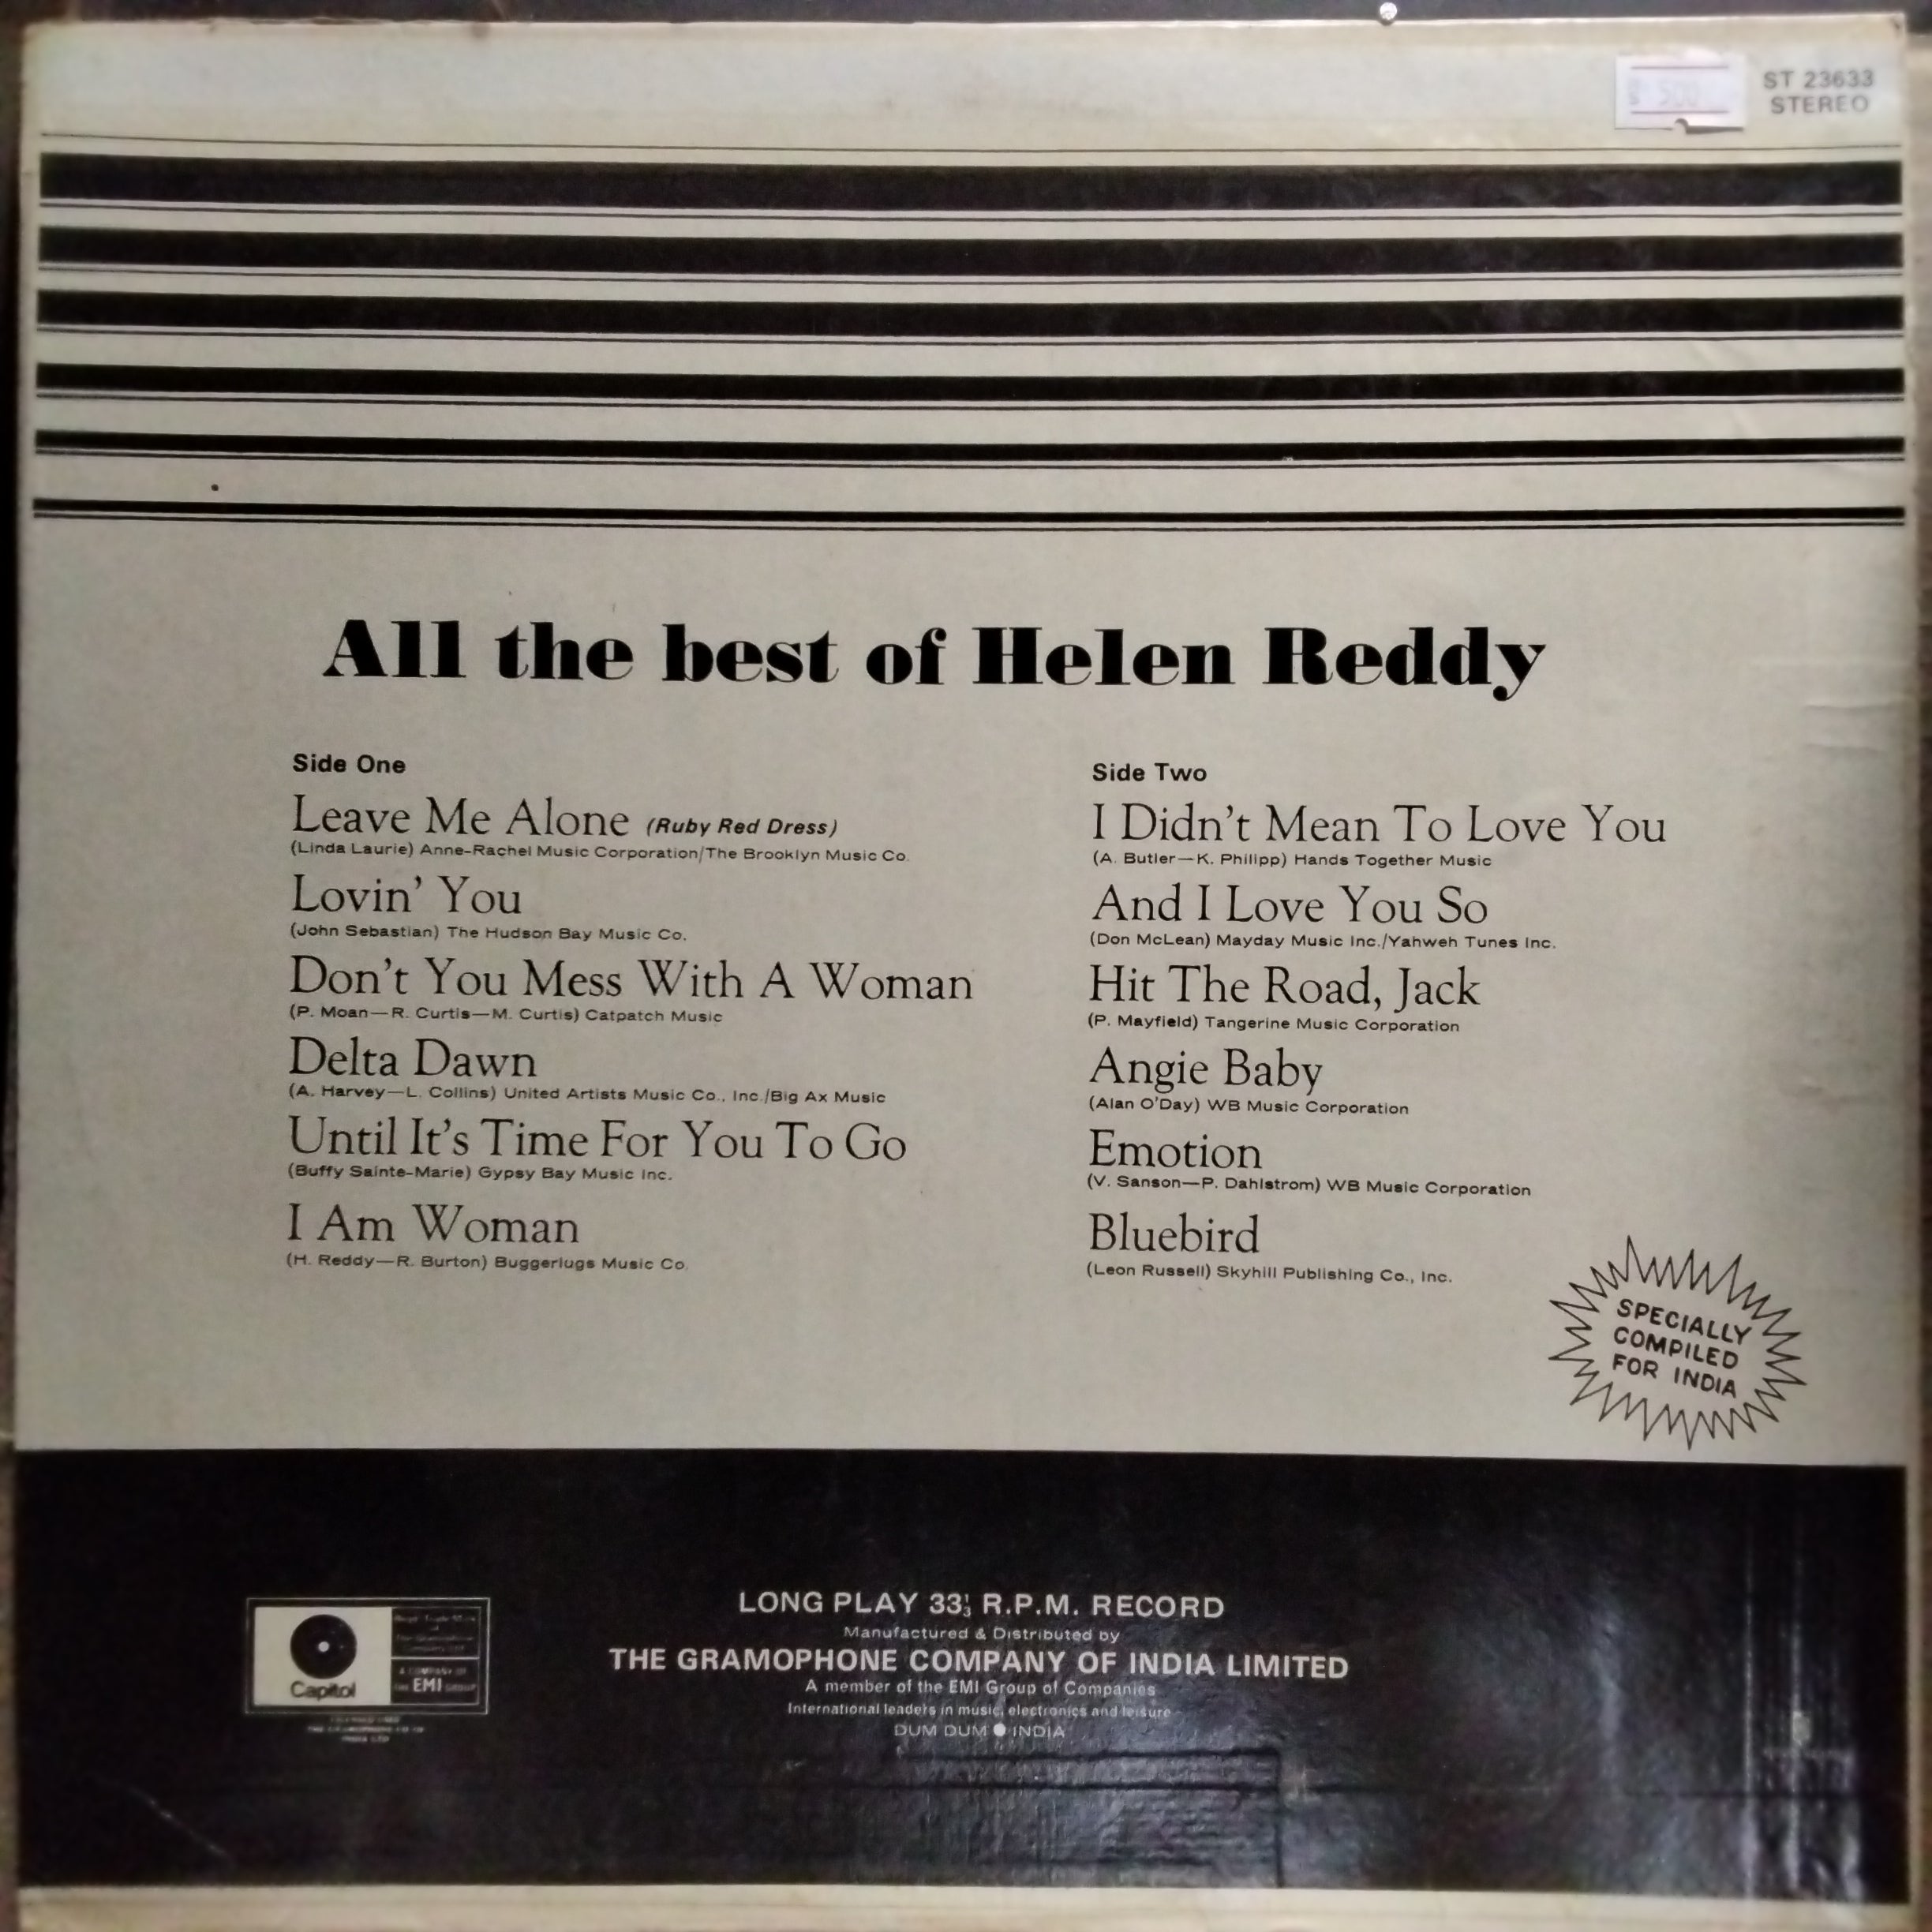 500
ST 23633
STEREO
All the best of Helen Reddy
Side One
Leave Me Alone (Ruby Red Dress)
(Linda Laurie) Anne-Rachel Music Corporation/The Brooklyn Music Co.
Lovin' You
(John Sebastian) The Hudson Bay Music Co.
Don't You Mess With A Woman
(P. Moan—R. Curtis—M. Curtis) Catpatch Music
Delta Dawn
(A. Harvey—L. Collins) United Artists Music Co., Inc./Big Ax Music
Until It's Time For You To Go
(Buffy Sainte-Marie) Gypsy Bay Music Inc.
I Am Woman
(H. Reddy—R. Burton) Buggerlugs Music Co.
Side Two
I Didn't Mean To Love You
(A. Butler—K. Philipp) Hands Together Music
And I Love You So
(Don McLean) Mayday Music Inc./Yahweh Tunes Inc.
Hit The Road, Jack
(P. Mayfield) Tangerine Music Corporation
Angie Baby
(Alan O'Day) WB Music Corporation
Emotion
(V. Sanson—P. Dahlstrom) WB Music Corporation
Bluebird
(Leon Russell) Skyhill Publishing Co., Inc.
SPECIALLY
COMPILED
FOR INDIA
LONG PLAY 33⅓ R.P.M. RECORD
Manufactured & Distributed by
THE GRAMOPHONE COMPANY OF INDIA LIMITED
A member of the EMI Group of Companies
International leaders in music, electronics and leisure
DUM DUM ● INDIA
Capitol
A COMPANY OF
THE EMI GROUP